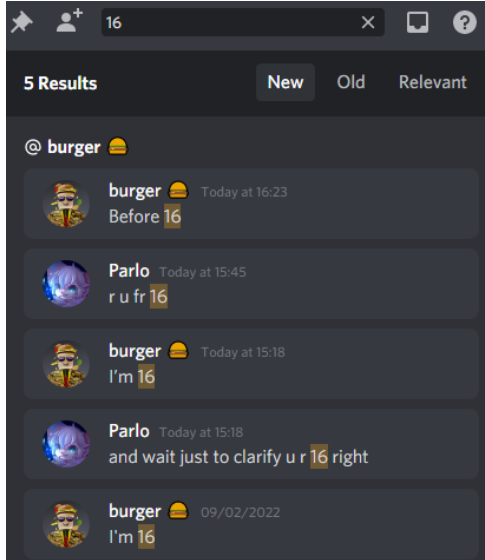 16
5 Results
New Old Relevant
@ burger 🍔
burger 🍔 Today at 16:23
Before 16
Parlo Today at 15:45
r u fr 16
burger 🍔 Today at 15:18
I'm 16
Parlo Today at 15:18
and wait just to clarify u r 16 right
burger 🍔 09/02/2022
I'm 16